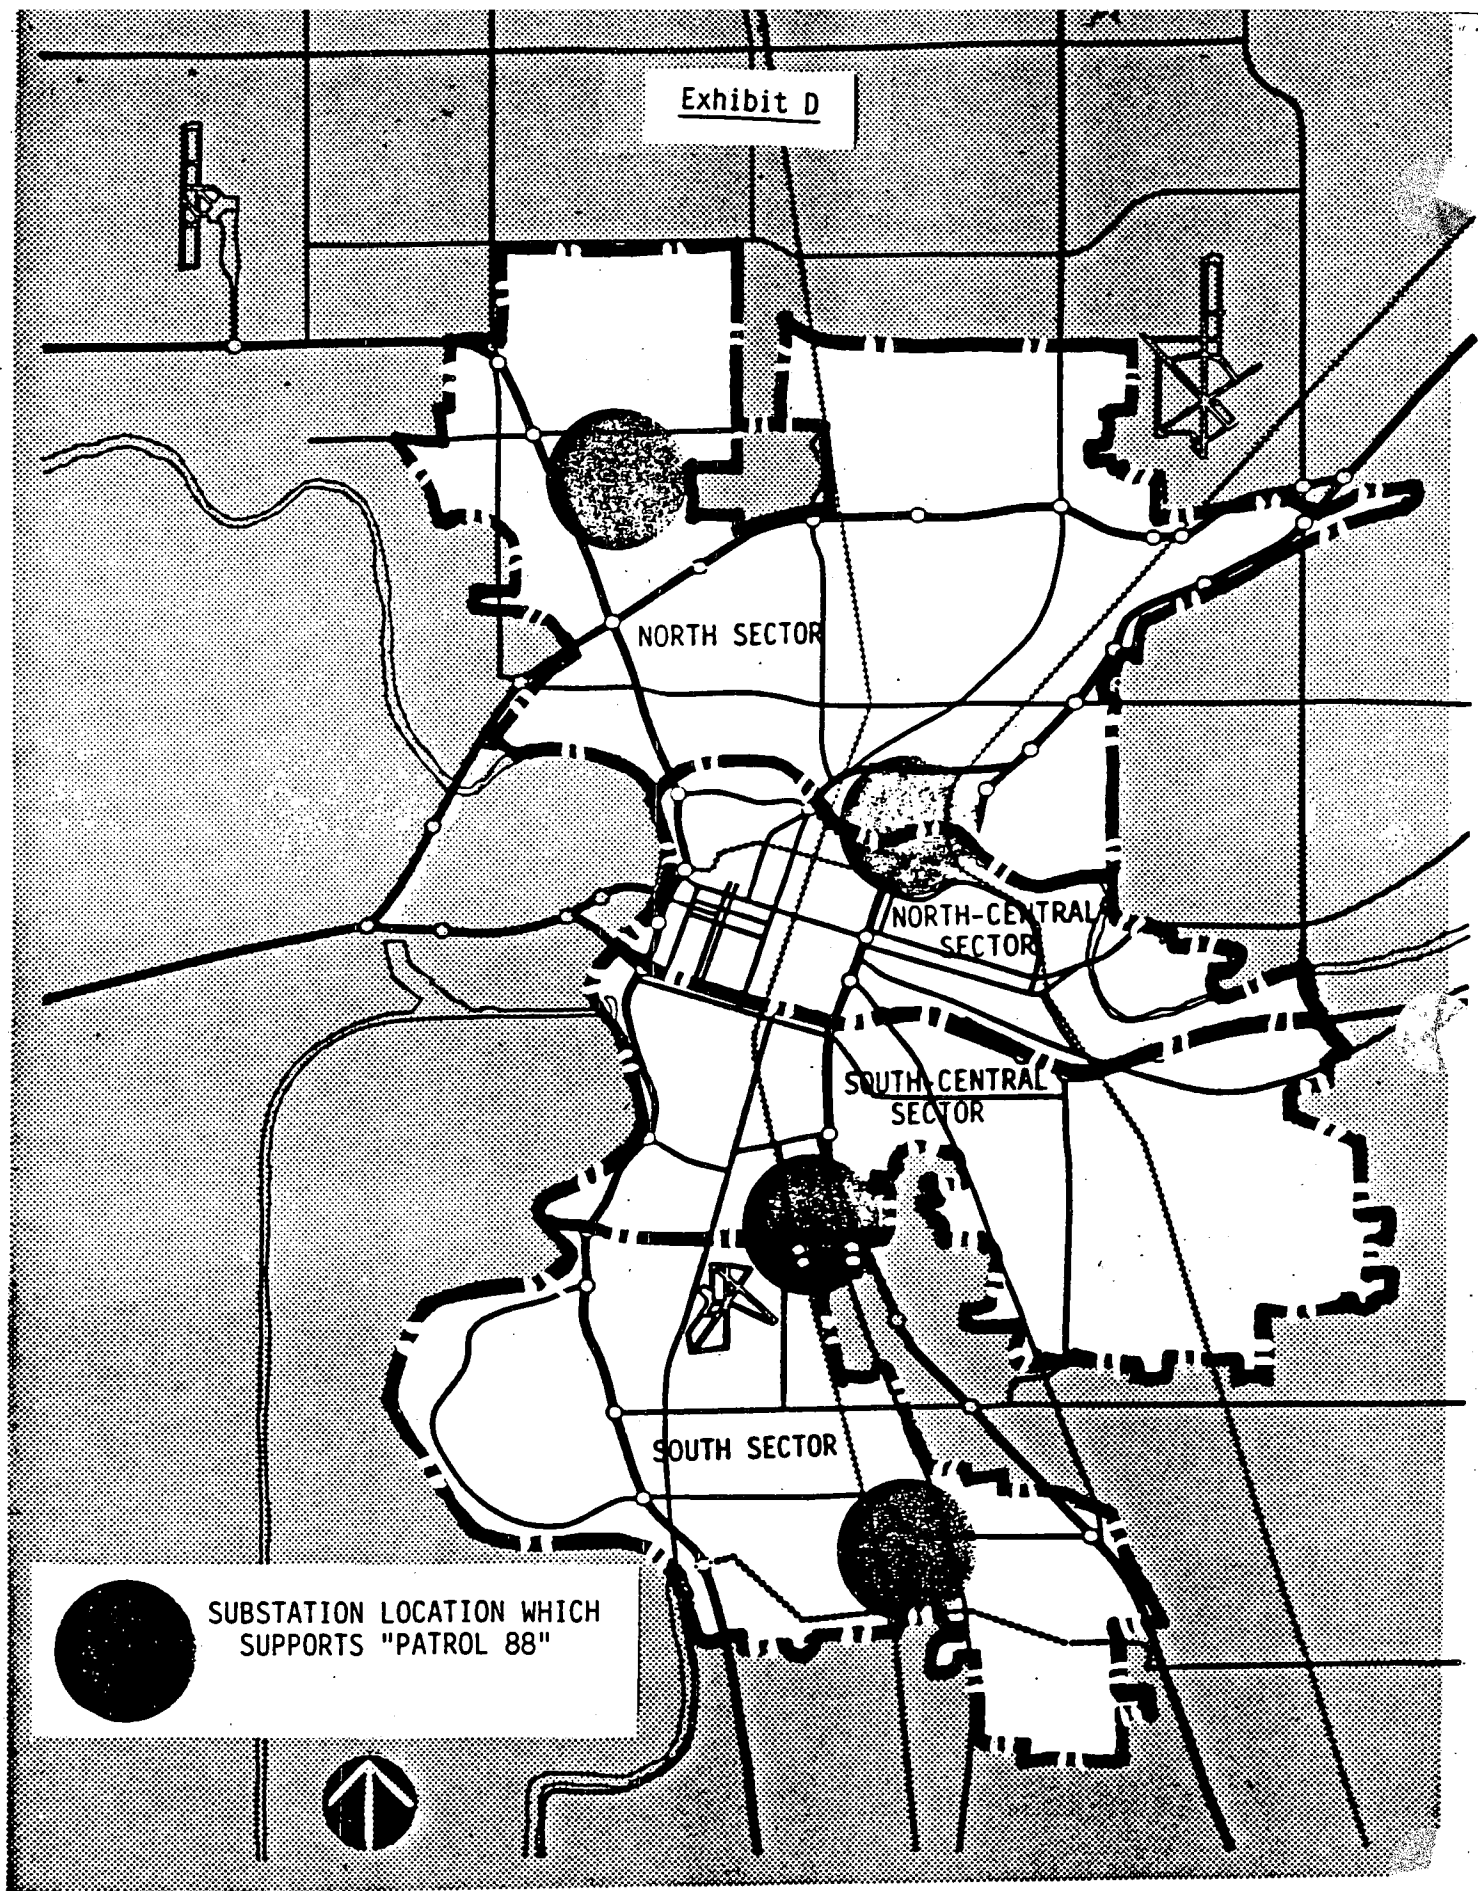 Exhibit D
NORTH SECTOR
NORTH-CENTRAL
SECTOR
SOUTH-CENTRAL
SECTOR
SOUTH SECTOR
SUBSTATION LOCATION WHICH
SUPPORTS "PATROL 88"